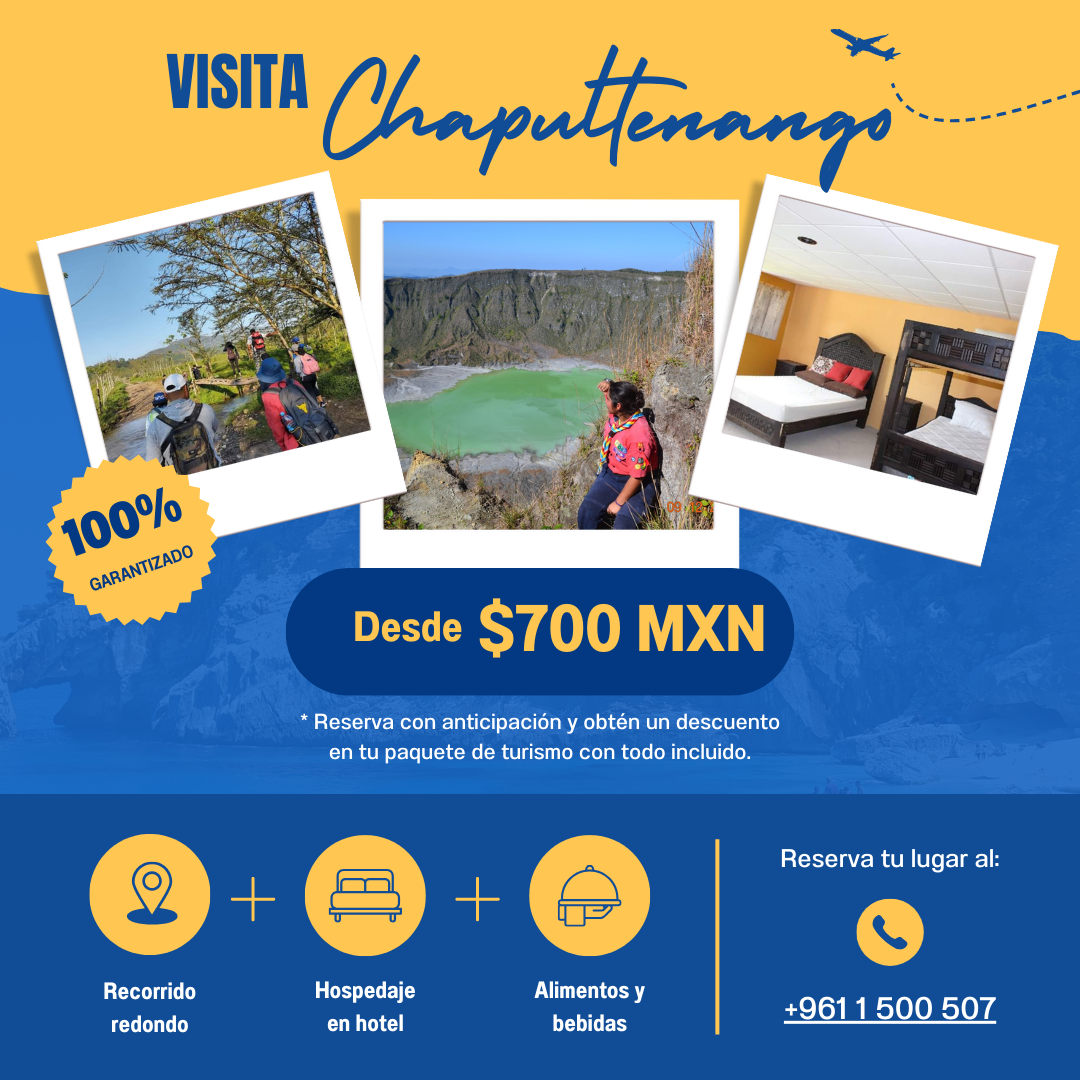 VISITA Chapultenango
100%
GARANTIZADO
Desde $700 MXN
* Reserva con anticipación y obtén un descuento
en tu paquete de turismo con todo incluido.
Recorrido
redondo
Hospedaje
en hotel
Alimentos y
bebidas
Reserva tu lugar al:
+961 1 500 507